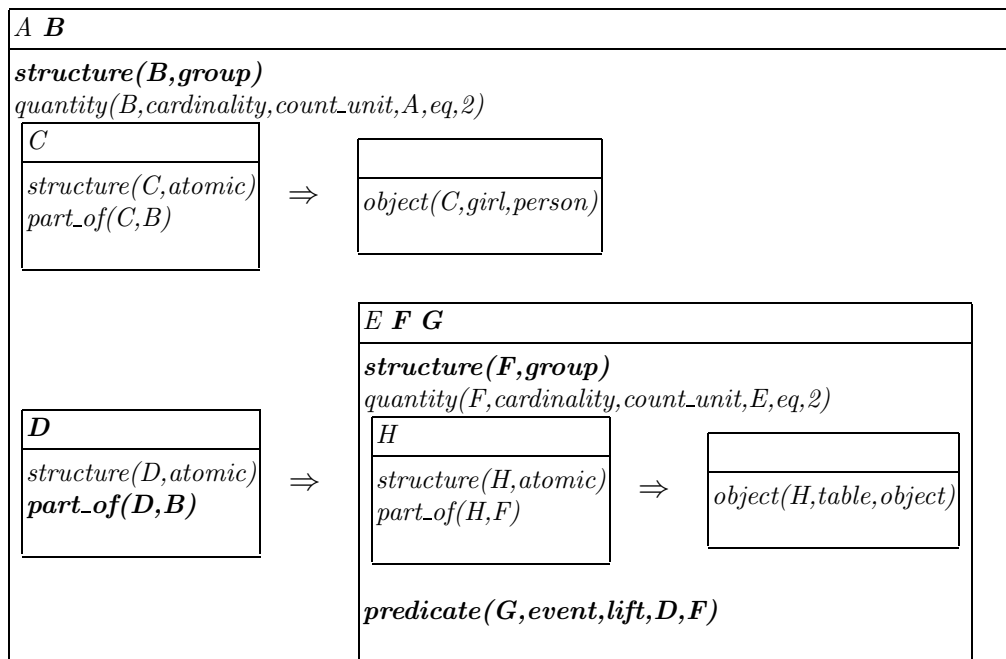 A B
structure(B,group)
quantity(B,cardinality,count_unit,A,eq,2)
C
structure(C,atomic)
part_of(C,B)
⇒
object(C,girl,person)
D
structure(D,atomic)
part_of(D,B)
⇒
E F G
structure(F,group)
quantity(F,cardinality,count_unit,E,eq,2)
H
structure(H,atomic)
part_of(H,F)
⇒
object(H,table,object)
predicate(G,event,lift,D,F)